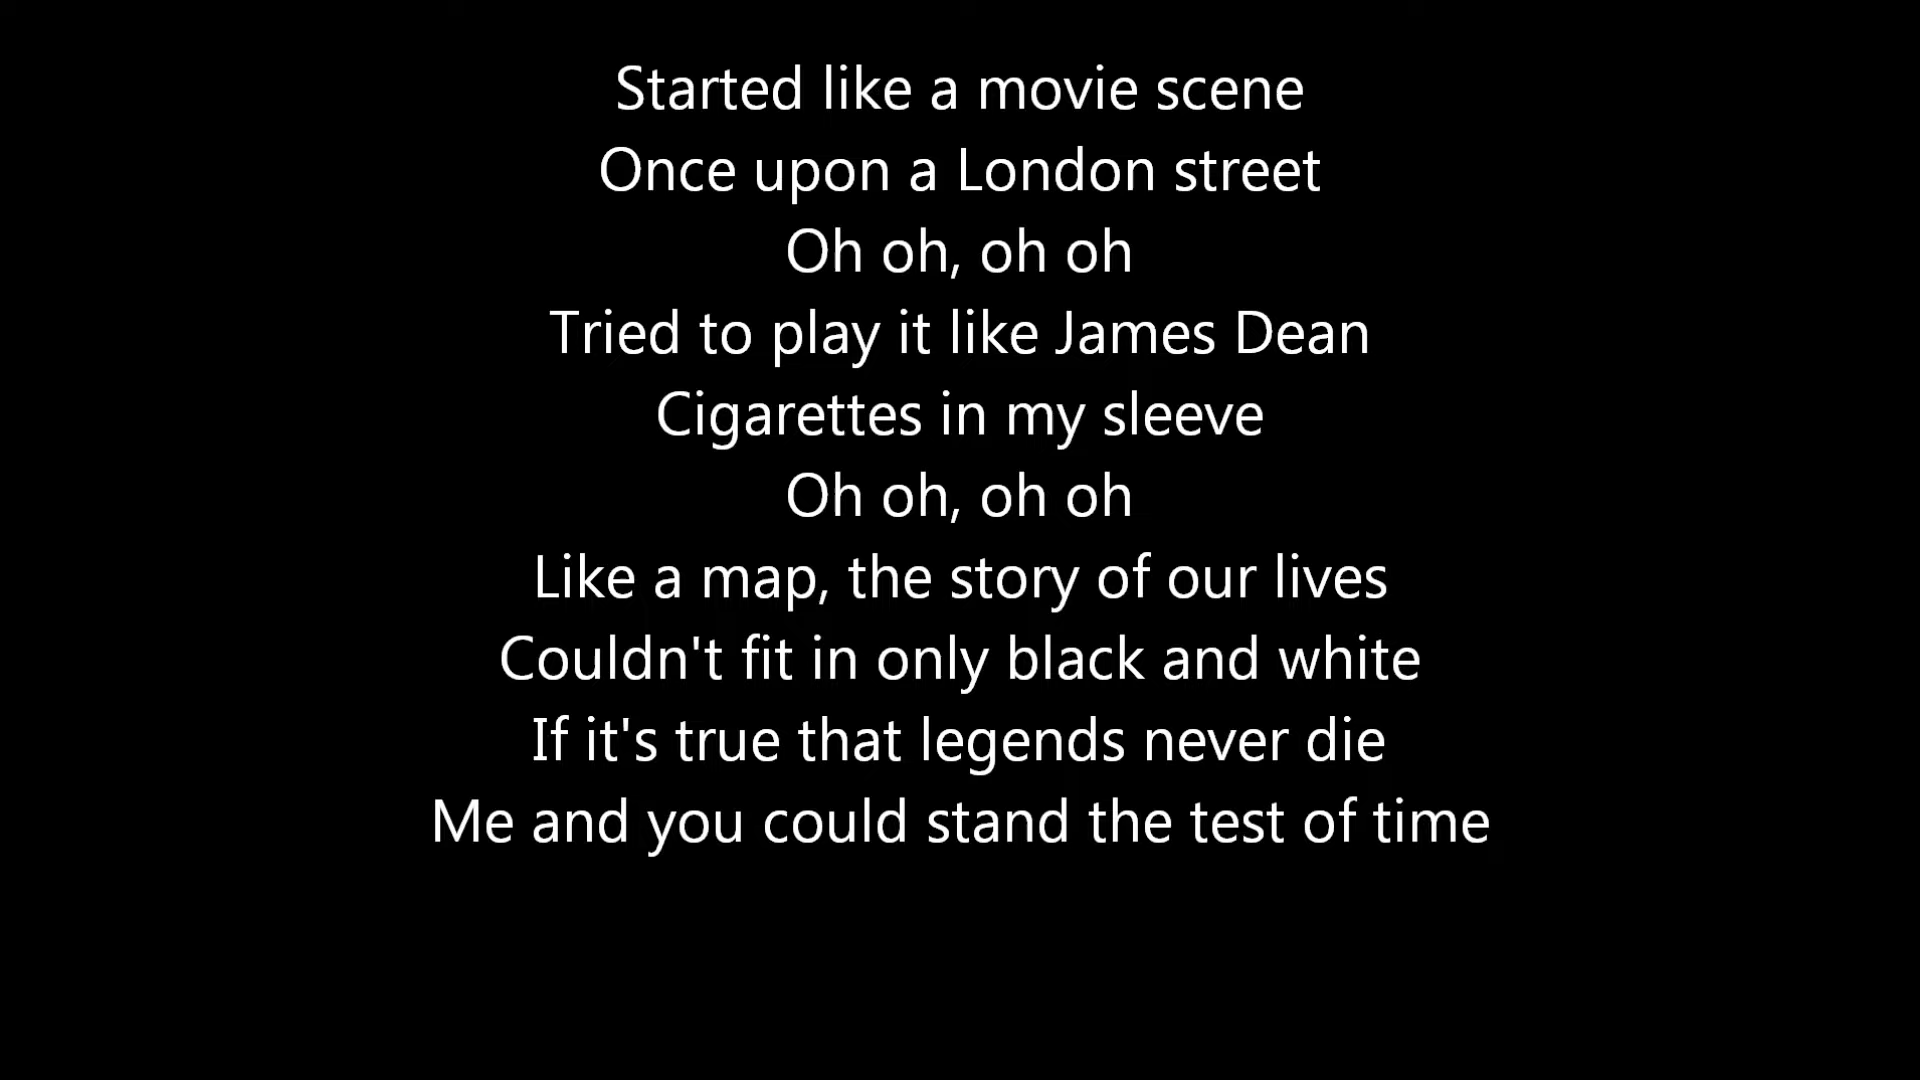 Started like a movie scene
Once upon a London street
Oh oh, oh oh
Tried to play it like James Dean
Cigarettes in my sleeve
Oh oh, oh oh
Like a map, the story of our lives
Couldn't fit in only black and white
If it's true that legends never die
Me and you could stand the test of time